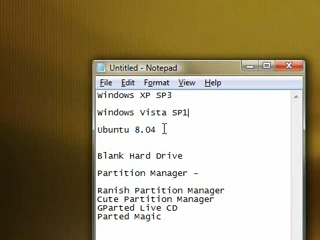 Untitled - Notepad
File Edit Format View Help
Windows XP SP3
Windows Vista SP1
Ubuntu 8.04
Blank Hard Drive
Partition Manager -
Ranish Partition Manager
Cute Partition Manager
GParted Live CD
Parted Magic